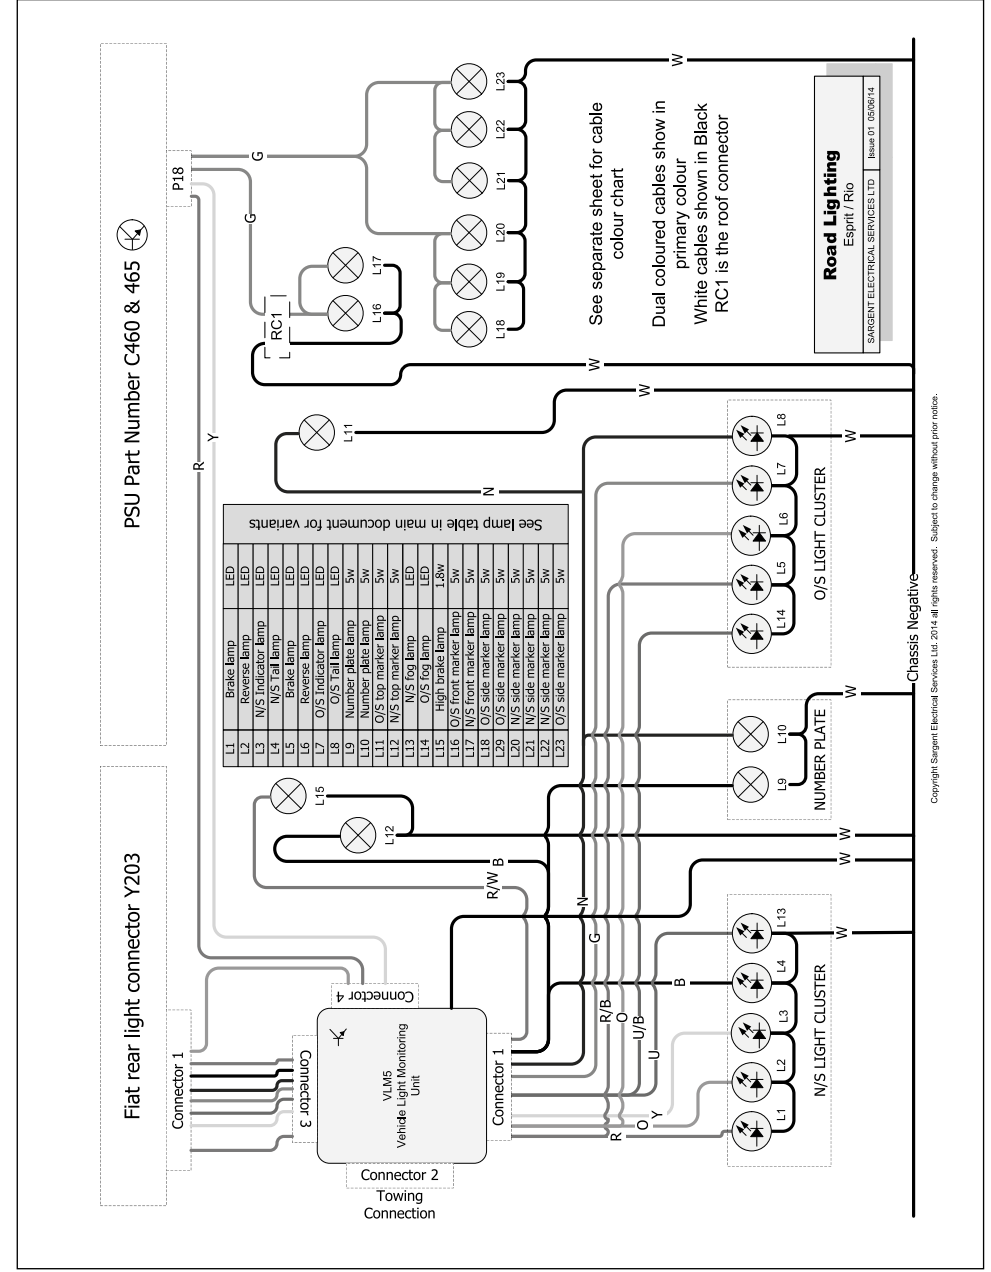 PSU Part Number C460 & 465
P18
Fiat rear light connector Y203
Connector 1
Connector 3
Connector 4
VLM5
Vehicle Light Monitoring
Unit
Connector 2
Towing
Connection
Connector 1
R
Y
G
G
RC1
L16
L17
L18
L19
L20
L21
L22
L23
W
W
W
L11
N
L15
L12
R/W
B
W
W
N
G
R/B
O
U/B
U
B
Y
O
R
See lamp table in main document for variants
L1 Brake lamp LED
L2 Reverse lamp LED
L3 N/S Indicator lamp LED
L4 N/S Tail lamp LED
L5 Brake lamp LED
L6 Reverse lamp LED
L7 O/S Indicator lamp LED
L8 O/S Tail lamp LED
L9 Number plate lamp 5w
L10 Number plate lamp 5w
L11 O/S top marker lamp 5w
L12 N/S top marker lamp 5w
L13 N/S fog lamp LED
L14 O/S fog lamp LED
L15 High brake lamp 1.8w
L16 O/S front marker lamp 5w
L17 N/S front marker lamp 5w
L18 O/S side marker lamp 5w
L29 O/S side marker lamp 5w
L20 N/S side marker lamp 5w
L21 N/S side marker lamp 5w
L22 N/S side marker lamp 5w
L23 O/S side marker lamp 5w
L1
L2
L3
L4
L13
W
N/S LIGHT CLUSTER
L9
L10
W
NUMBER PLATE
L14
L5
L6
L7
L8
W
O/S LIGHT CLUSTER
Chassis Negative
See separate sheet for cable
colour chart
Dual coloured cables show in
primary colour
White cables shown in Black
RC1 is the roof connector
Road Lighting
Esprit / Rio
SARGENT ELECTRICAL SERVICES LTD
Issue 01 05/06/14
Copyright Sargent Electrical Services Ltd. 2014 all rights reserved. Subject to change without prior notice.